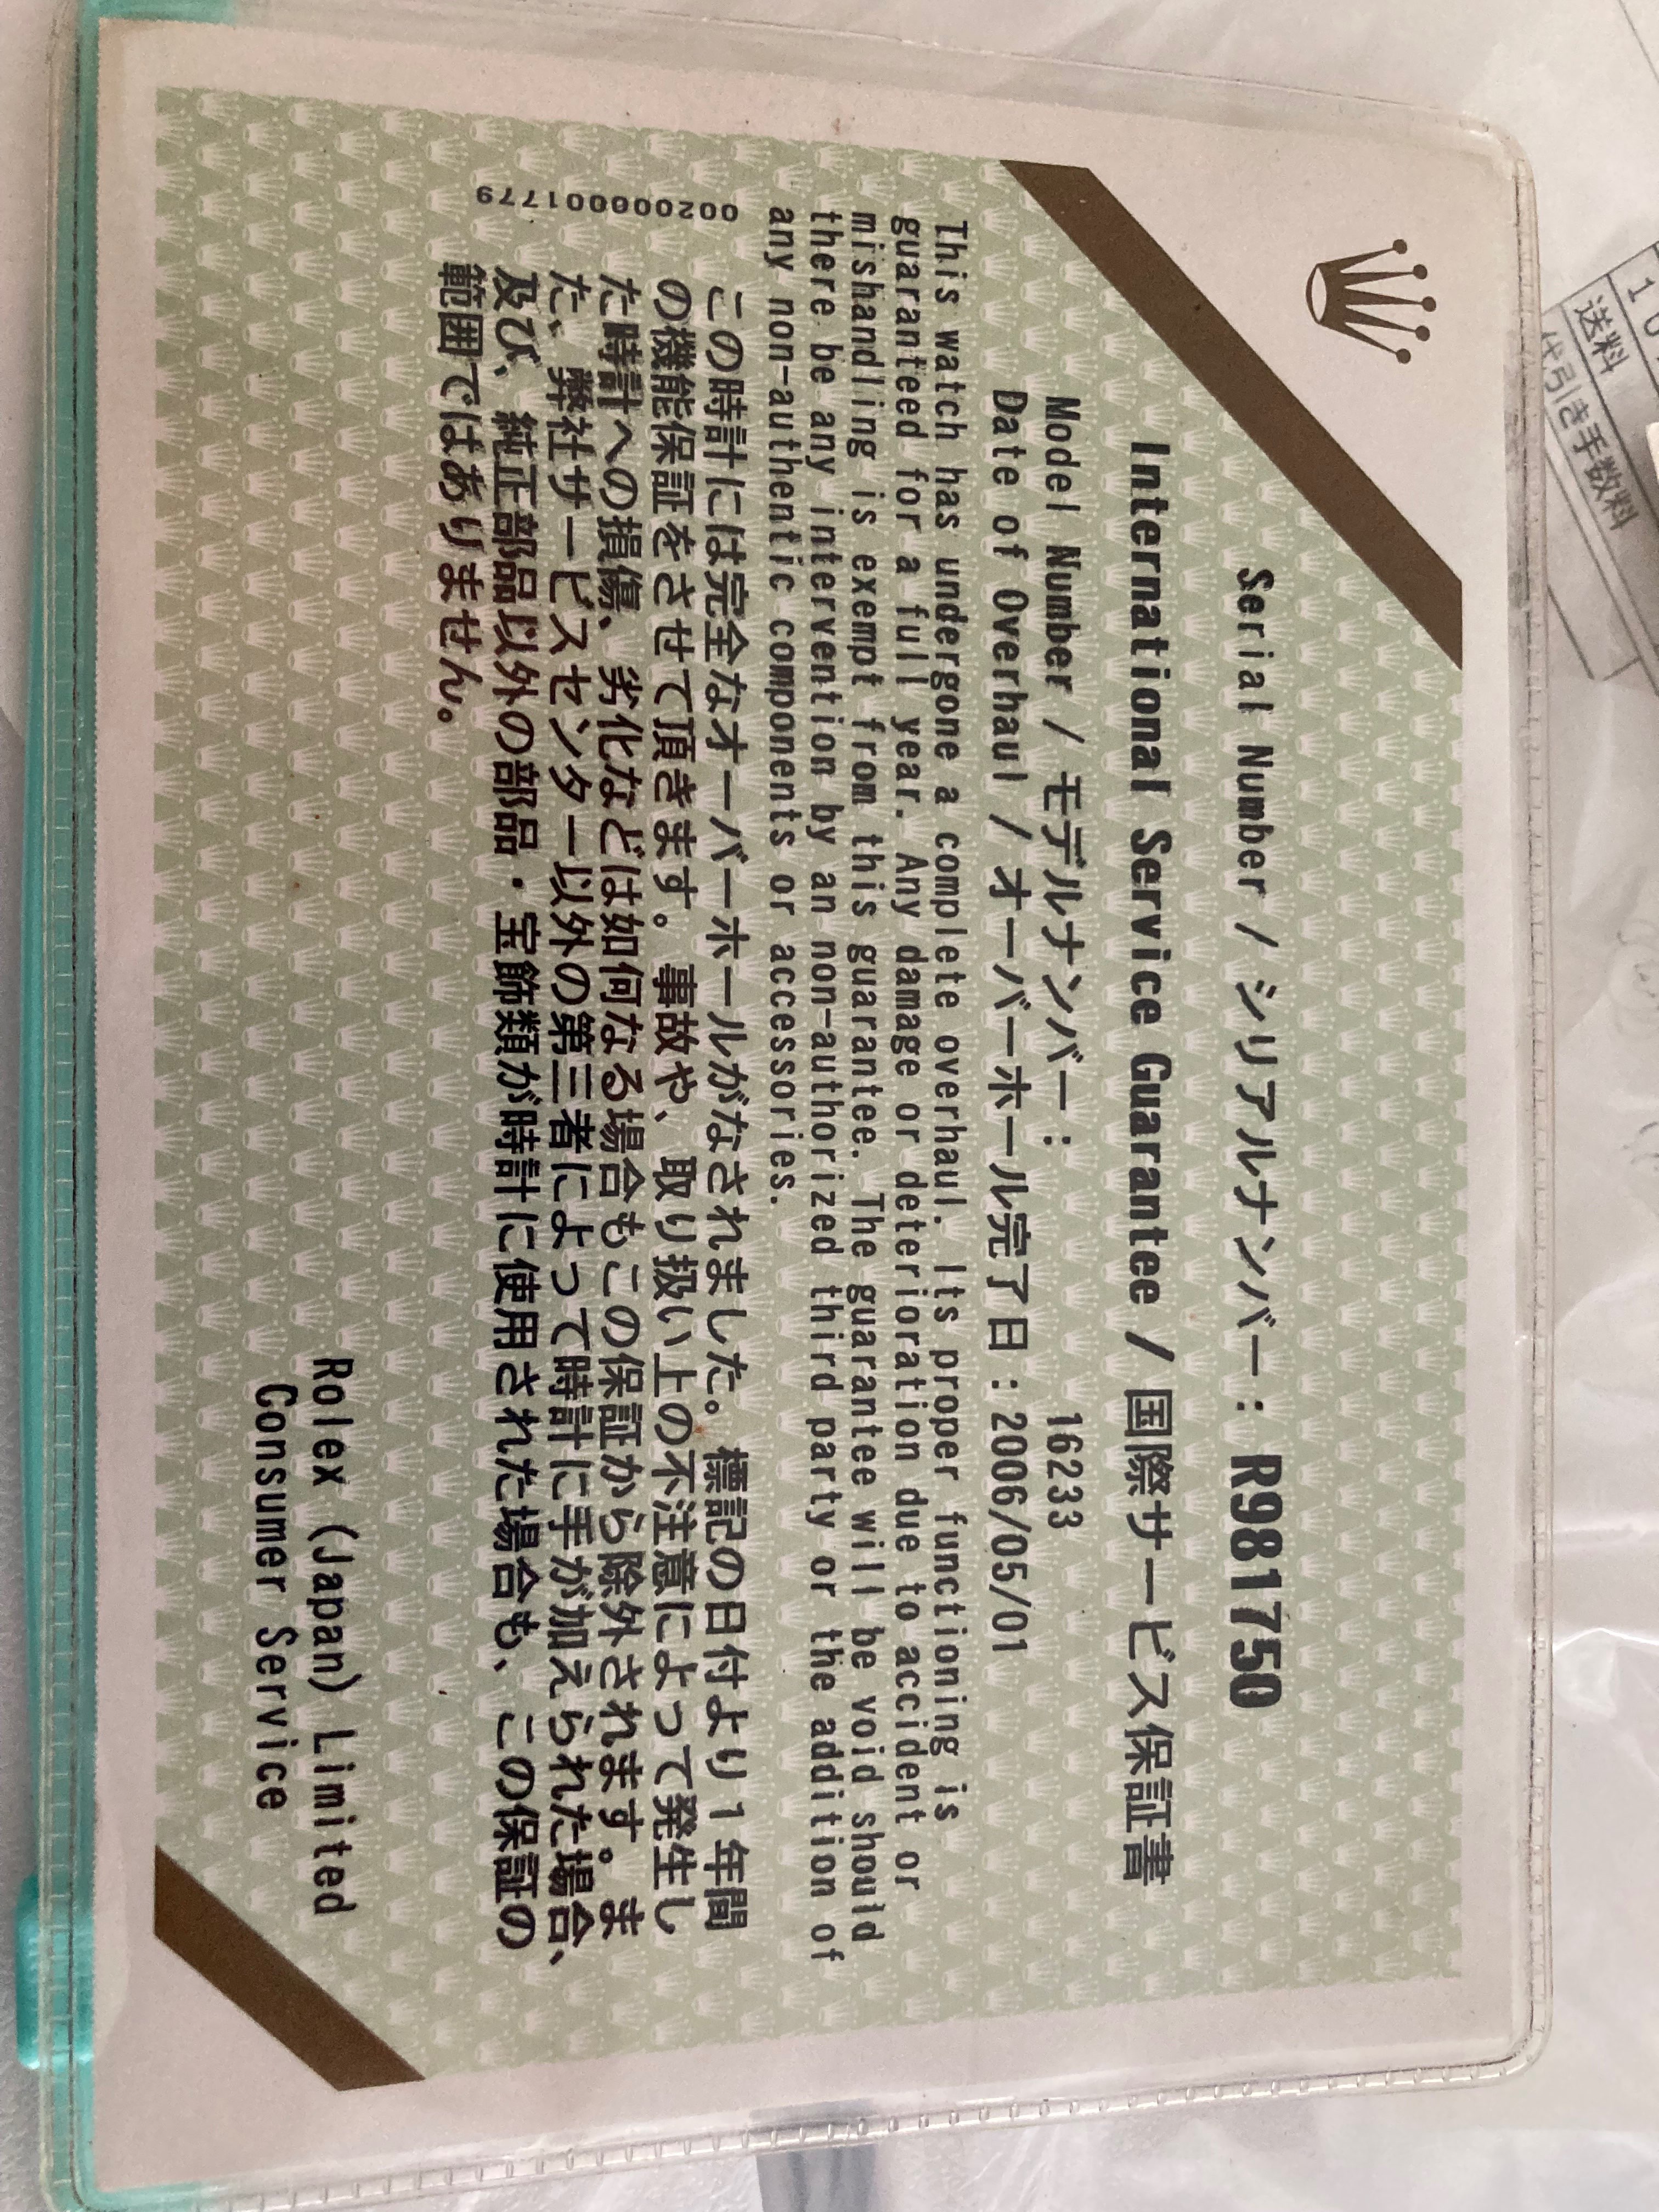 Serial Number / シリアルナンバー: R981750
International Service Guarantee / 国際サービス保証書
Model Number / モデルナンバー: 16233
Date of Overhaul / オーバーホール完了日:2006/05/01
This watch has undergone a complete overhaul. Its proper functioning is
guaranteed for a full year. Any damage or deterioration due to accident or
mishandling is exempt from this guarantee. The guarantee will be void should
there be any intervention by an non-authorized third party or the addition of
any non-authentic components or accessories.
この時計には完全なオーバーホールがなされました。標記の日付より1年間
の機能保証をさせて頂きます。事故や、取り扱い上の不注意によって発生し
た時計への損傷、劣化などは如何なる場合もこの保証から除外されます。ま
た、弊社サービスセンター以外の第三者によって時計に手が加えられた場合、
及び、純正部品以外の部品・宝飾類が時計に使用された場合も、この保証の
範囲ではありません。
002000001779
Rolex (Japan) Limited
Consumer Service
送料
代引き手数料